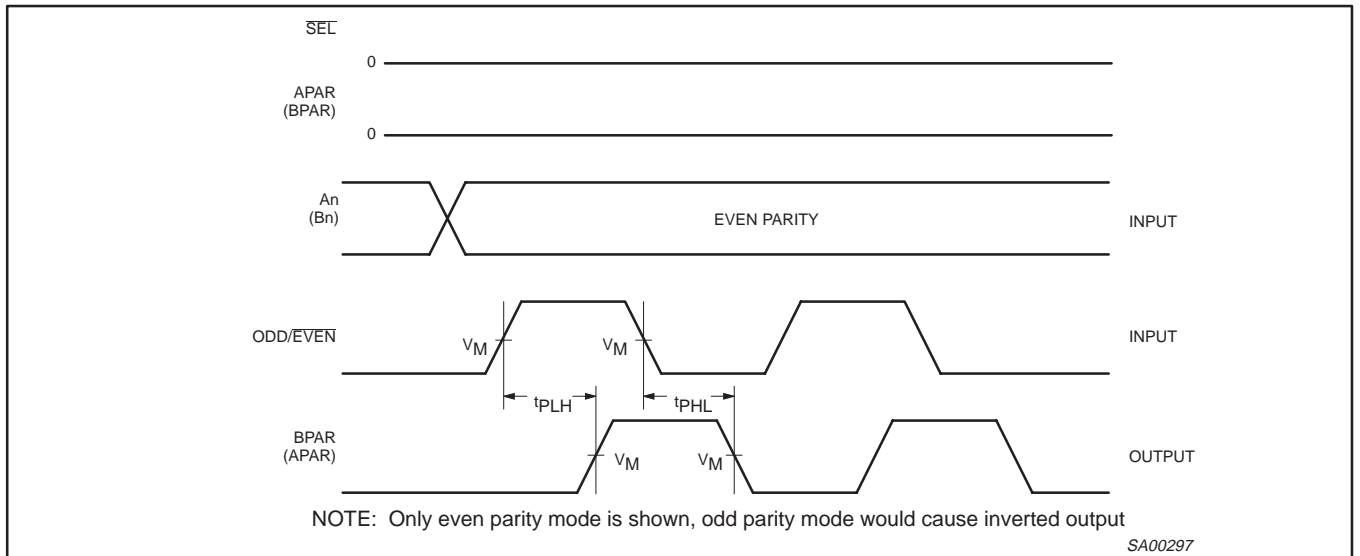 SEL
0
APAR
(BPAR)
0
An
(Bn)
EVEN PARITY
INPUT
ODD/EVEN
VM
VM
INPUT
tPLH
tPHL
BPAR
(APAR)
VM
VM
OUTPUT
NOTE: Only even parity mode is shown, odd parity mode would cause inverted output
SA00297